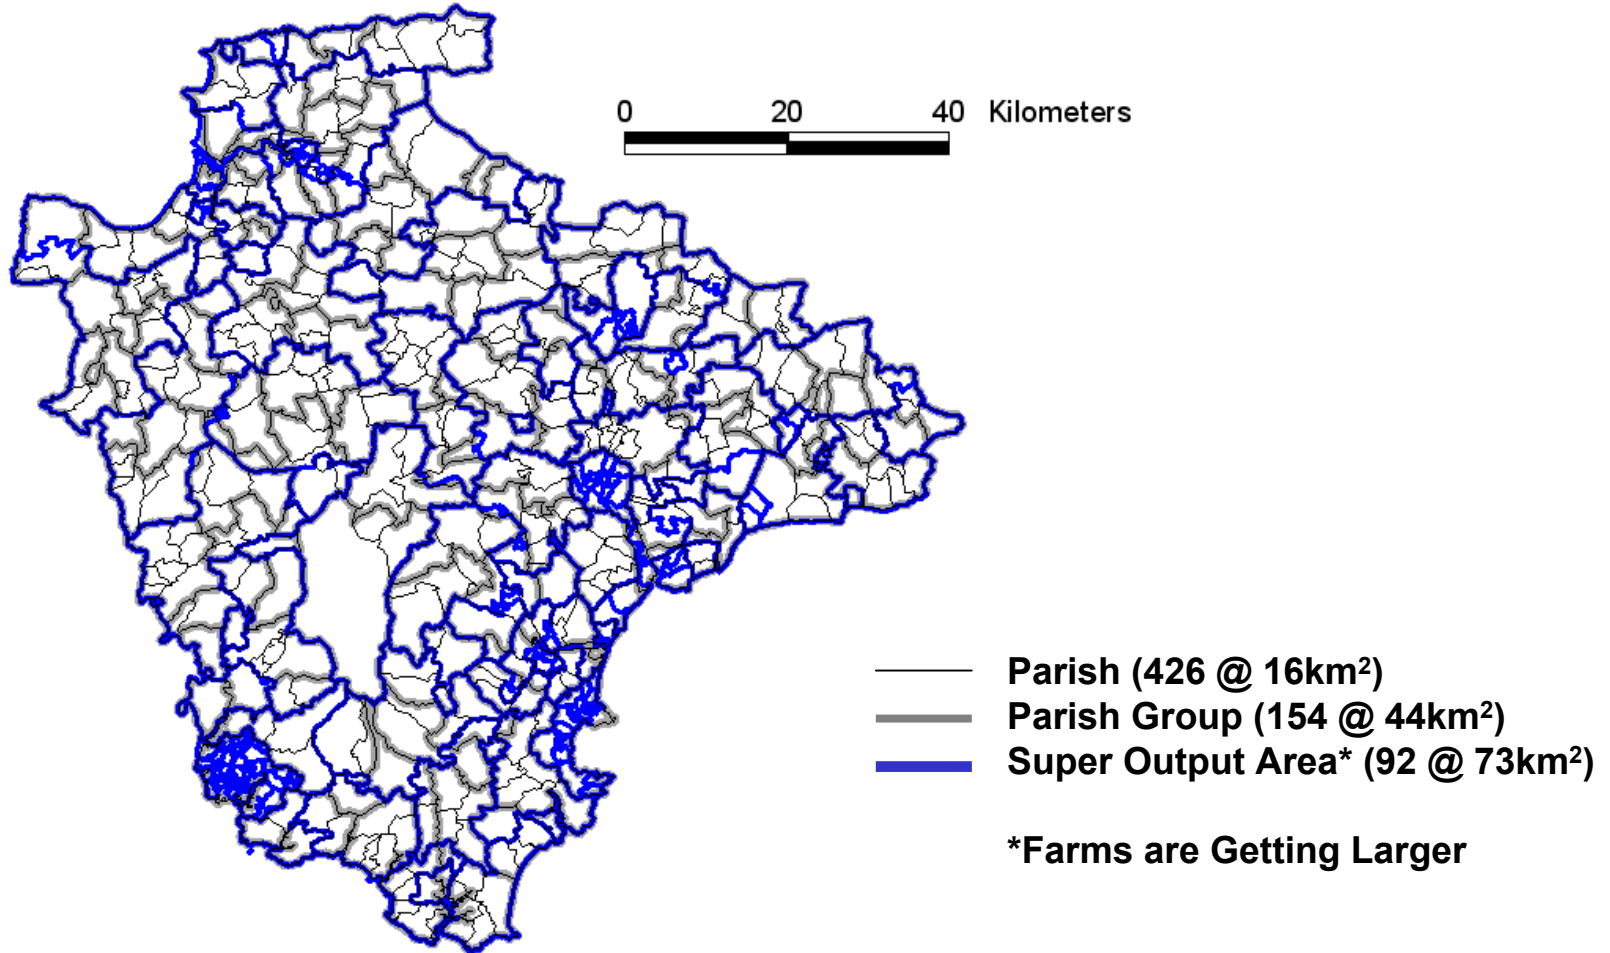 0 20 40 Kilometers
Parish (426 @ 16km²)
Parish Group (154 @ 44km²)
Super Output Area* (92 @ 73km²)
*Farms are Getting Larger